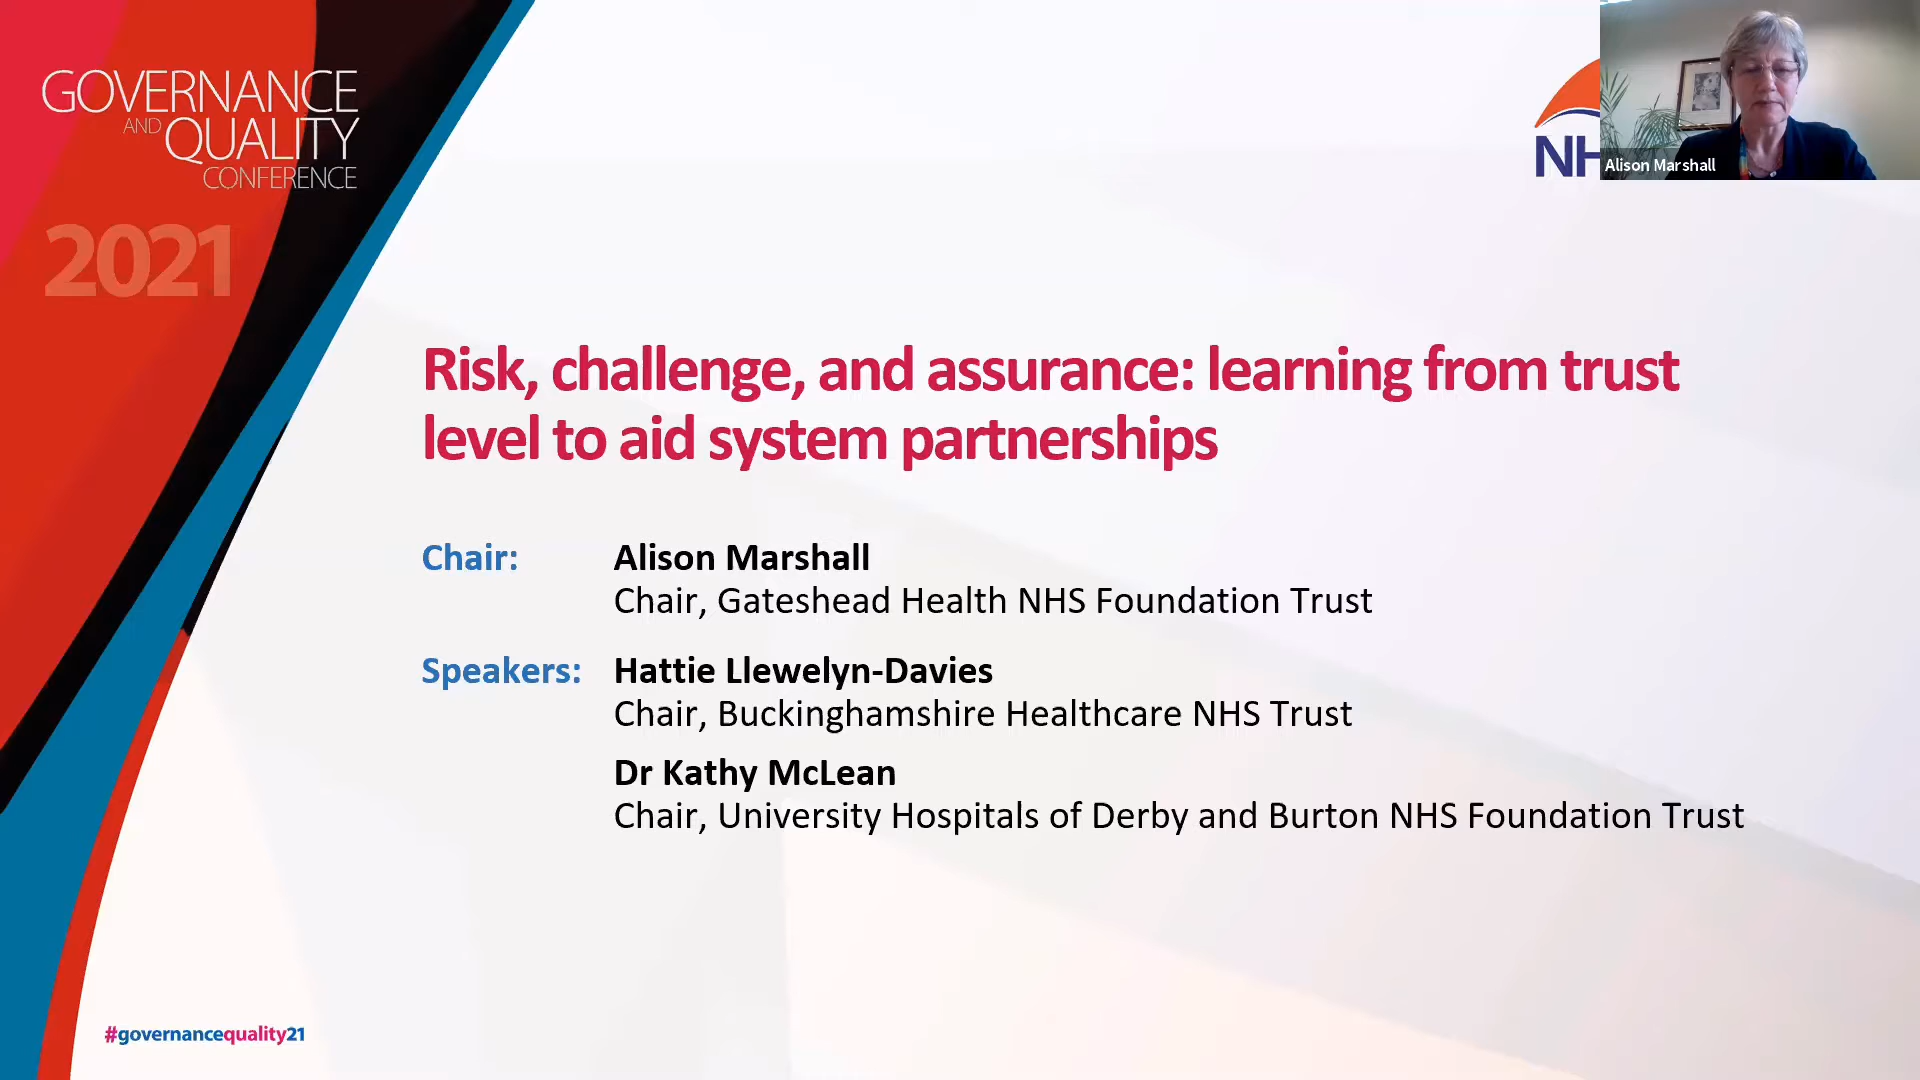 GOVERNANCE
AND QUALITY
CONFERENCE
2021
NH
Alison Marshall
Risk, challenge, and assurance: learning from trust
level to aid system partnerships
Chair: Alison Marshall
Chair, Gateshead Health NHS Foundation Trust
Speakers: Hattie Llewelyn-Davies
Chair, Buckinghamshire Healthcare NHS Trust
Dr Kathy McLean
Chair, University Hospitals of Derby and Burton NHS Foundation Trust
#governancequality21